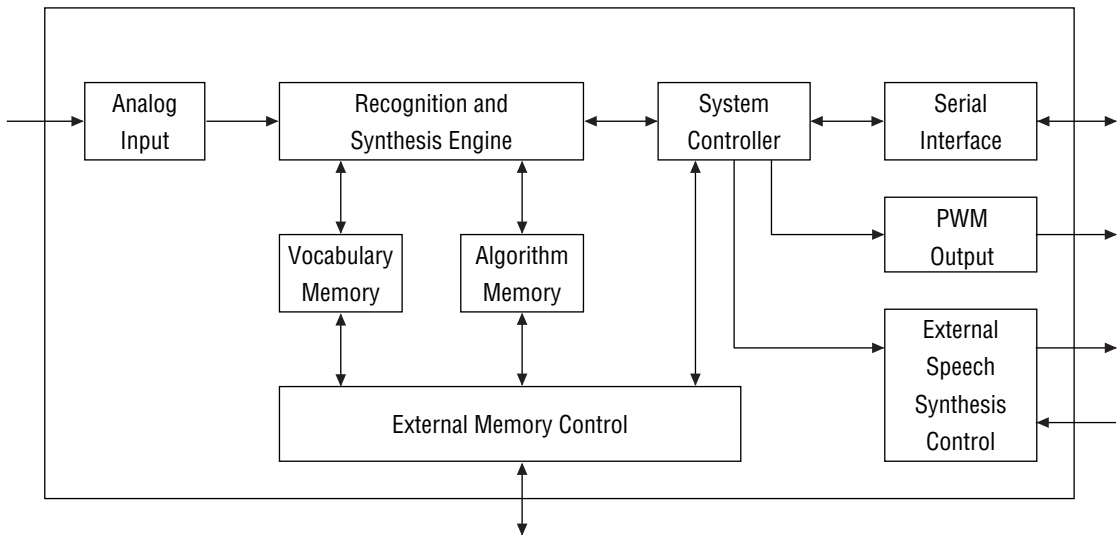 Analog
Input
Recognition and
Synthesis Engine
System
Controller
Serial
Interface
PWM
Output
Vocabulary
Memory
Algorithm
Memory
External
Speech
Synthesis
Control
External Memory Control